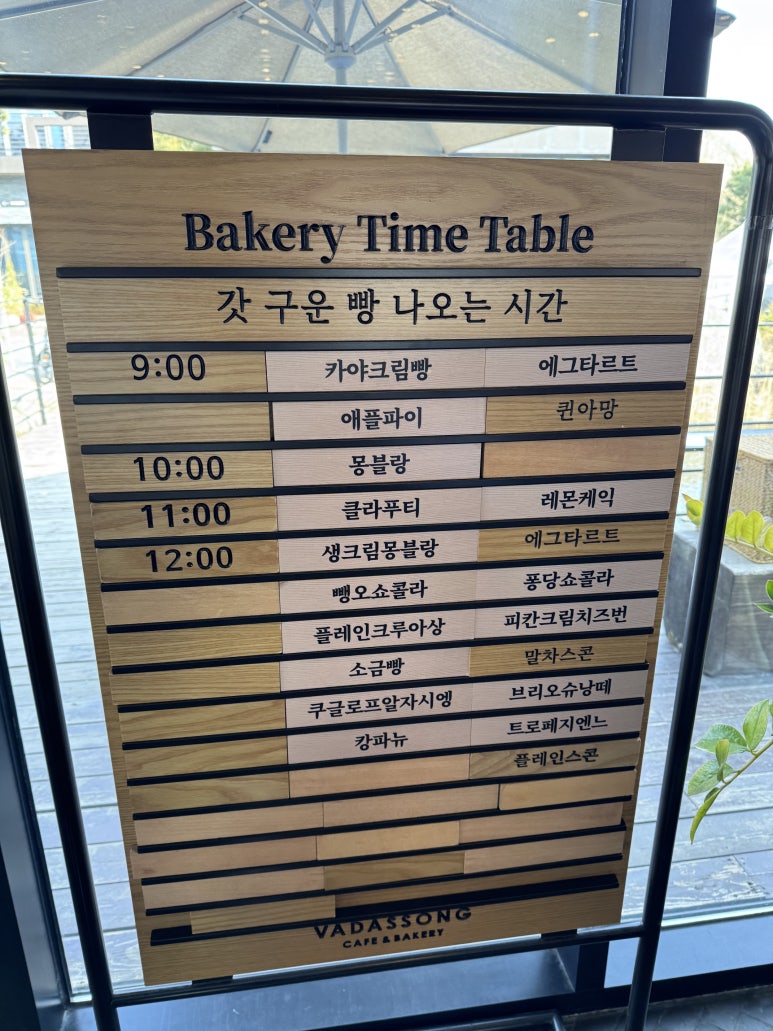 Bakery Time Table
갓 구운 빵 나오는 시간
9:00 카야크림빵 에그타르트
애플파이 퀸아망
10:00 몽블랑
11:00 클라푸티 레몬케익
12:00 생크림몽블랑 에그타르트
뺑오쇼콜라 퐁당쇼콜라
플레인크루아상 피칸크림치즈번
소금빵 말차스콘
쿠글로프알자시엥 브리오슈낭떼
캉파뉴 트로페지엔느
플레인스콘
VADASSONG
CAFE & BAKERY